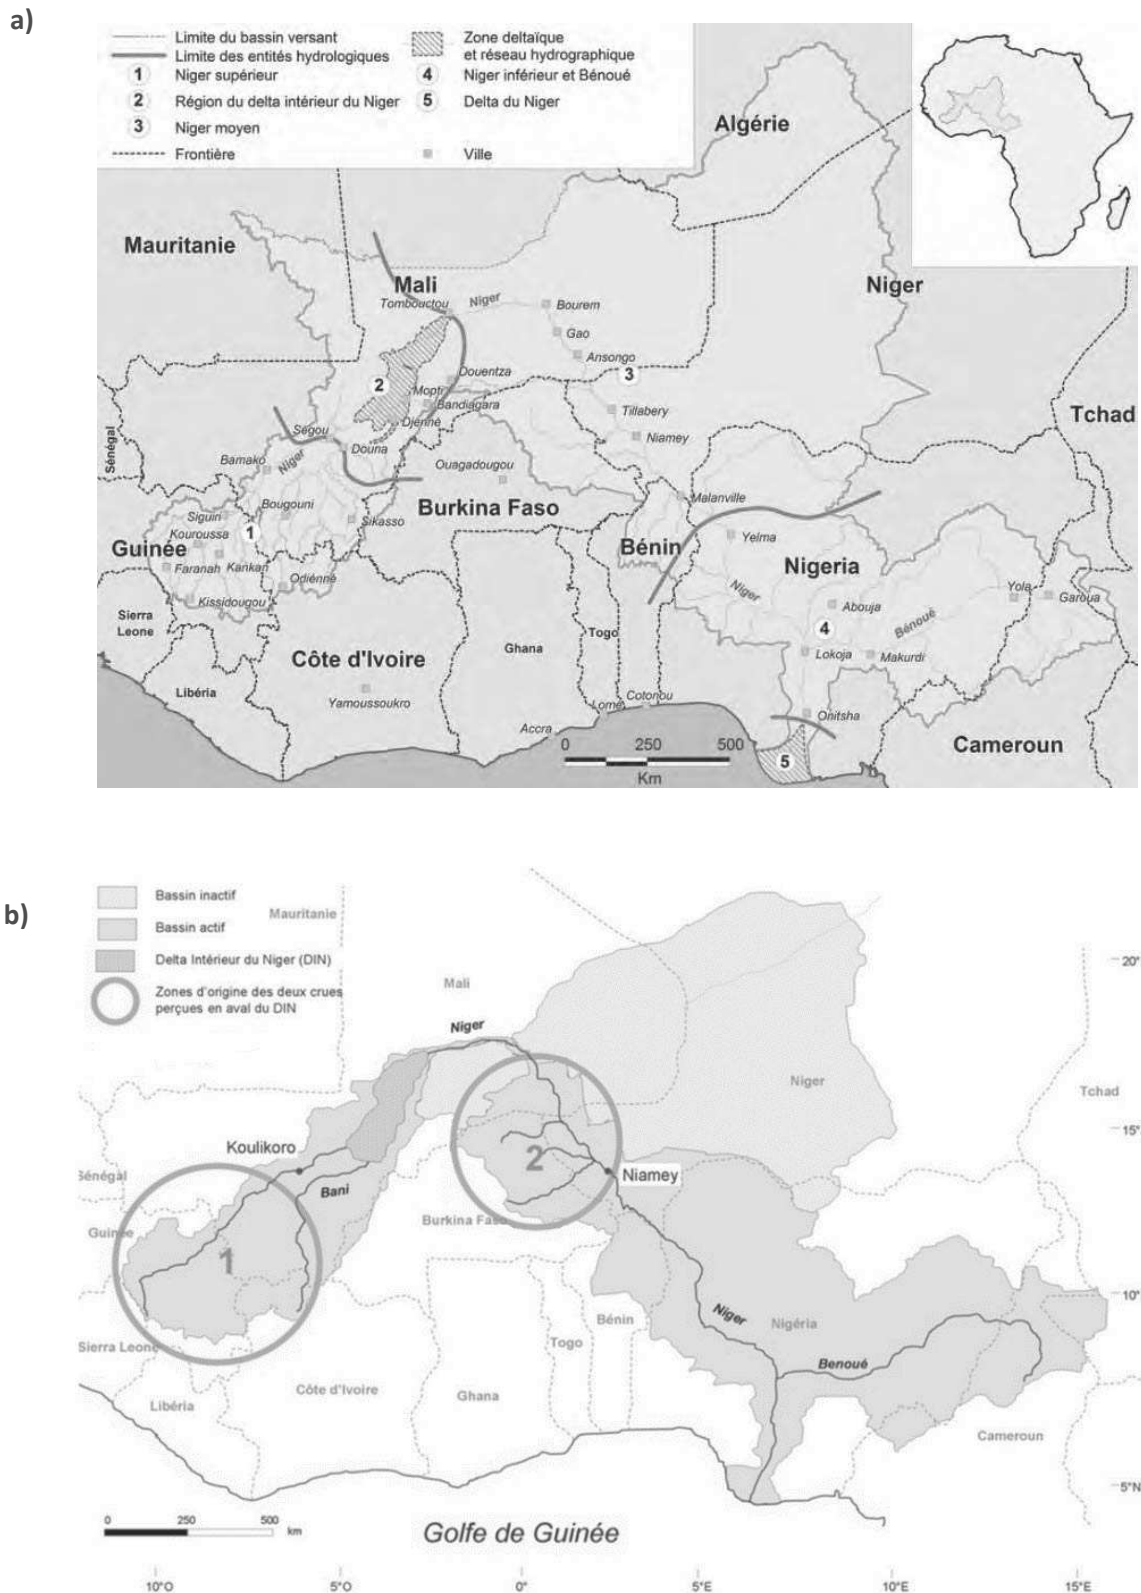 a)
Limite du bassin versant
Limite des entités hydrologiques
1 Niger supérieur
2 Région du delta intérieur du Niger
3 Niger moyen
Frontière
Zone deltaïque
et réseau hydrographique
4 Niger inférieur et Bénoué
5 Delta du Niger
Ville
Algérie
Mauritanie
Mali
Niger
Tombouctou
Niger
Bourem
Gao
Ansongo
3
Douentza
2
Mopti
Bandiagara
Djénné
Tillabery
Niamey
Tchad
Sénégal
Ségou
Douna
Bamako
Niger
Ouagadougou
Malanville
Burkina Faso
Bougouni
Siguiri
Sikasso
1
Kouroussa
Guinée
Faranah
Kankan
Odiénné
Kissidougou
Bénin
Yelma
Nigeria
Niger
Abouja
Yola
Garoua
Bénoué
4
Sierra
Leone
Côte d'Ivoire
Ghana
Togo
Lokoja
Makurdi
Libéria
Yamoussoukro
Cotonou
Lomé
Accra
Onitsha
Cameroun
0 250 500
Km
5
b)
Bassin inactif
Bassin actif
Delta Intérieur du Niger (DIN)
Zones d'origine des deux crues
perçues en aval du DIN
Mauritanie
Mali
20°
Niger
Niger
Tchad
15°
Koulikoro
2
Niamey
Sénégal
Bani
Guinée
Burkina Faso
1
10°
Niger
Nigéria
Bénin
Sierra Leone
Togo
Benoué
Côte d'Ivoire
Ghana
Libéria
Cameroun
5°N
0 250 500
km
Golfe de Guinée
10°O 5°O 0° 5°E 10°E 15°E